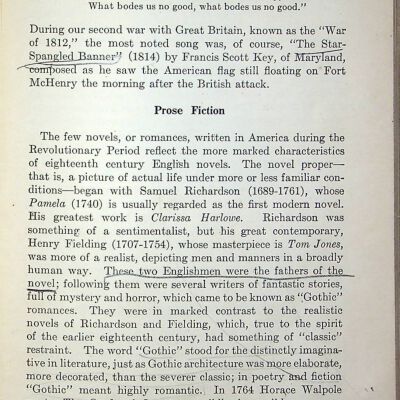 What bodes us no good, what bodes us no good."
During our second war with Great Britain, known as the "War
of 1812," the most noted song was, of course, "The Star-
Spangled Banner" (1814) by Francis Scott Key, of Maryland,
composed as he saw the American flag still floating on Fort
McHenry the morning after the British attack.
Prose Fiction
The few novels, or romances, written in America during the
Revolutionary Period reflect the more marked characteristics
of eighteenth century English novels. The novel proper—
that is, a picture of actual life under more or less familiar con-
ditions—began with Samuel Richardson (1689-1761), whose
Pamela (1740) is usually regarded as the first modern novel.
His greatest work is Clarissa Harlowe. Richardson was
something of a sentimentalist, but his great contemporary,
Henry Fielding (1707-1754), whose masterpiece is Tom Jones,
was more of a realist, depicting men and manners in a broadly
human way. These two Englishmen were the fathers of the
novel; following them were several writers of fantastic stories,
full of mystery and horror, which came to be known as "Gothic"
romances. They were in marked contrast to the realistic
novels of Richardson and Fielding, which, true to the spirit
of the earlier eighteenth century, had something of "classic"
restraint. The word "Gothic" stood for the distinctly imagina-
tive in literature, just as Gothic architecture was more elaborate,
more decorated, than the severer classic; in poetry and fiction
"Gothic" meant highly romantic. In 1764 Horace Walpole